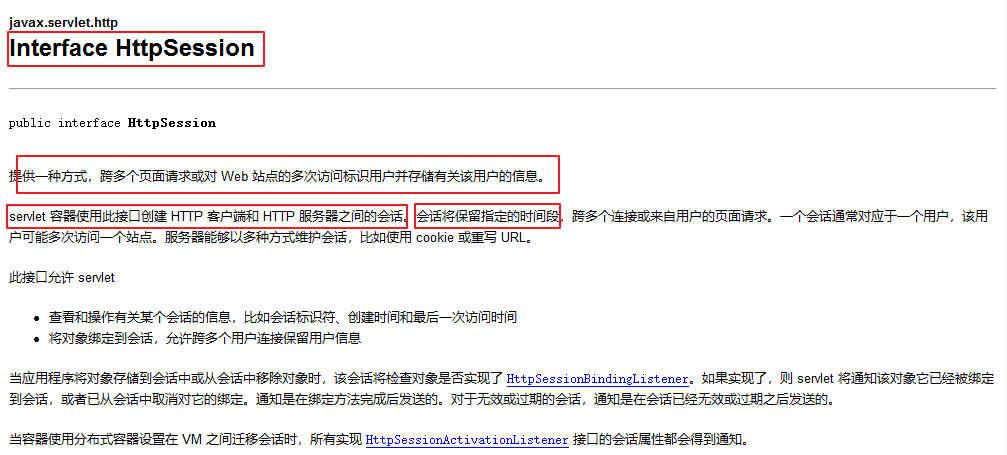 javax.servlet.http
Interface HttpSession
public interface HttpSession
提供一种方式，跨多个页面请求或对 Web 站点的多次访问标识用户并存储有关该用户的信息。
servlet 容器使用此接口创建 HTTP 客户端和 HTTP 服务器之间的会话。会话将保留指定的时间段，跨多个连接或来自用户的页面请求。一个会话通常对应于一个用户，该用
户可能多次访问一个站点。服务器能够以多种方式维护会话，比如使用 cookie 或重写 URL。
此接口允许 servlet
● 查看和操作有关某个会话的信息，比如会话标识符、创建时间和最后一次访问时间
● 将对象绑定到会话，允许跨多个用户连接保留用户信息
当应用程序将对象存储到会话中或从会话中移除对象时，该会话将检查对象是否实现了 HttpSessionBindingListener。如果实现了，则 servlet 将通知该对象它已经被绑定
到会话，或者已从会话中取消对它的绑定。通知是在绑定方法完成后发送的。对于无效或过期的会话，通知是在会话已经无效或过期之后发送的。
当容器使用分布式容器设置在 VM 之间迁移会话时，所有实现 HttpSessionActivationListener 接口的会话属性都会得到通知。